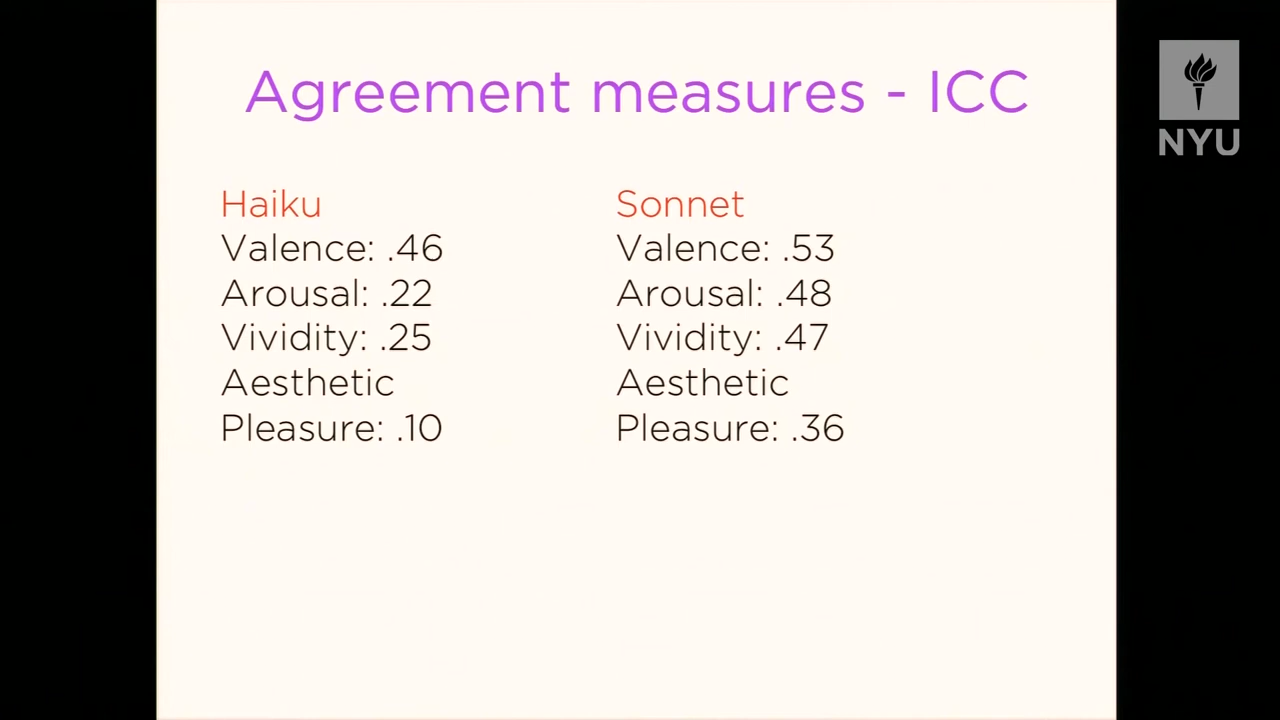 Agreement measures - ICC
NYU
Haiku
Valence: .46
Arousal: .22
Vividity: .25
Aesthetic
Pleasure: .10
Sonnet
Valence: .53
Arousal: .48
Vividity: .47
Aesthetic
Pleasure: .36